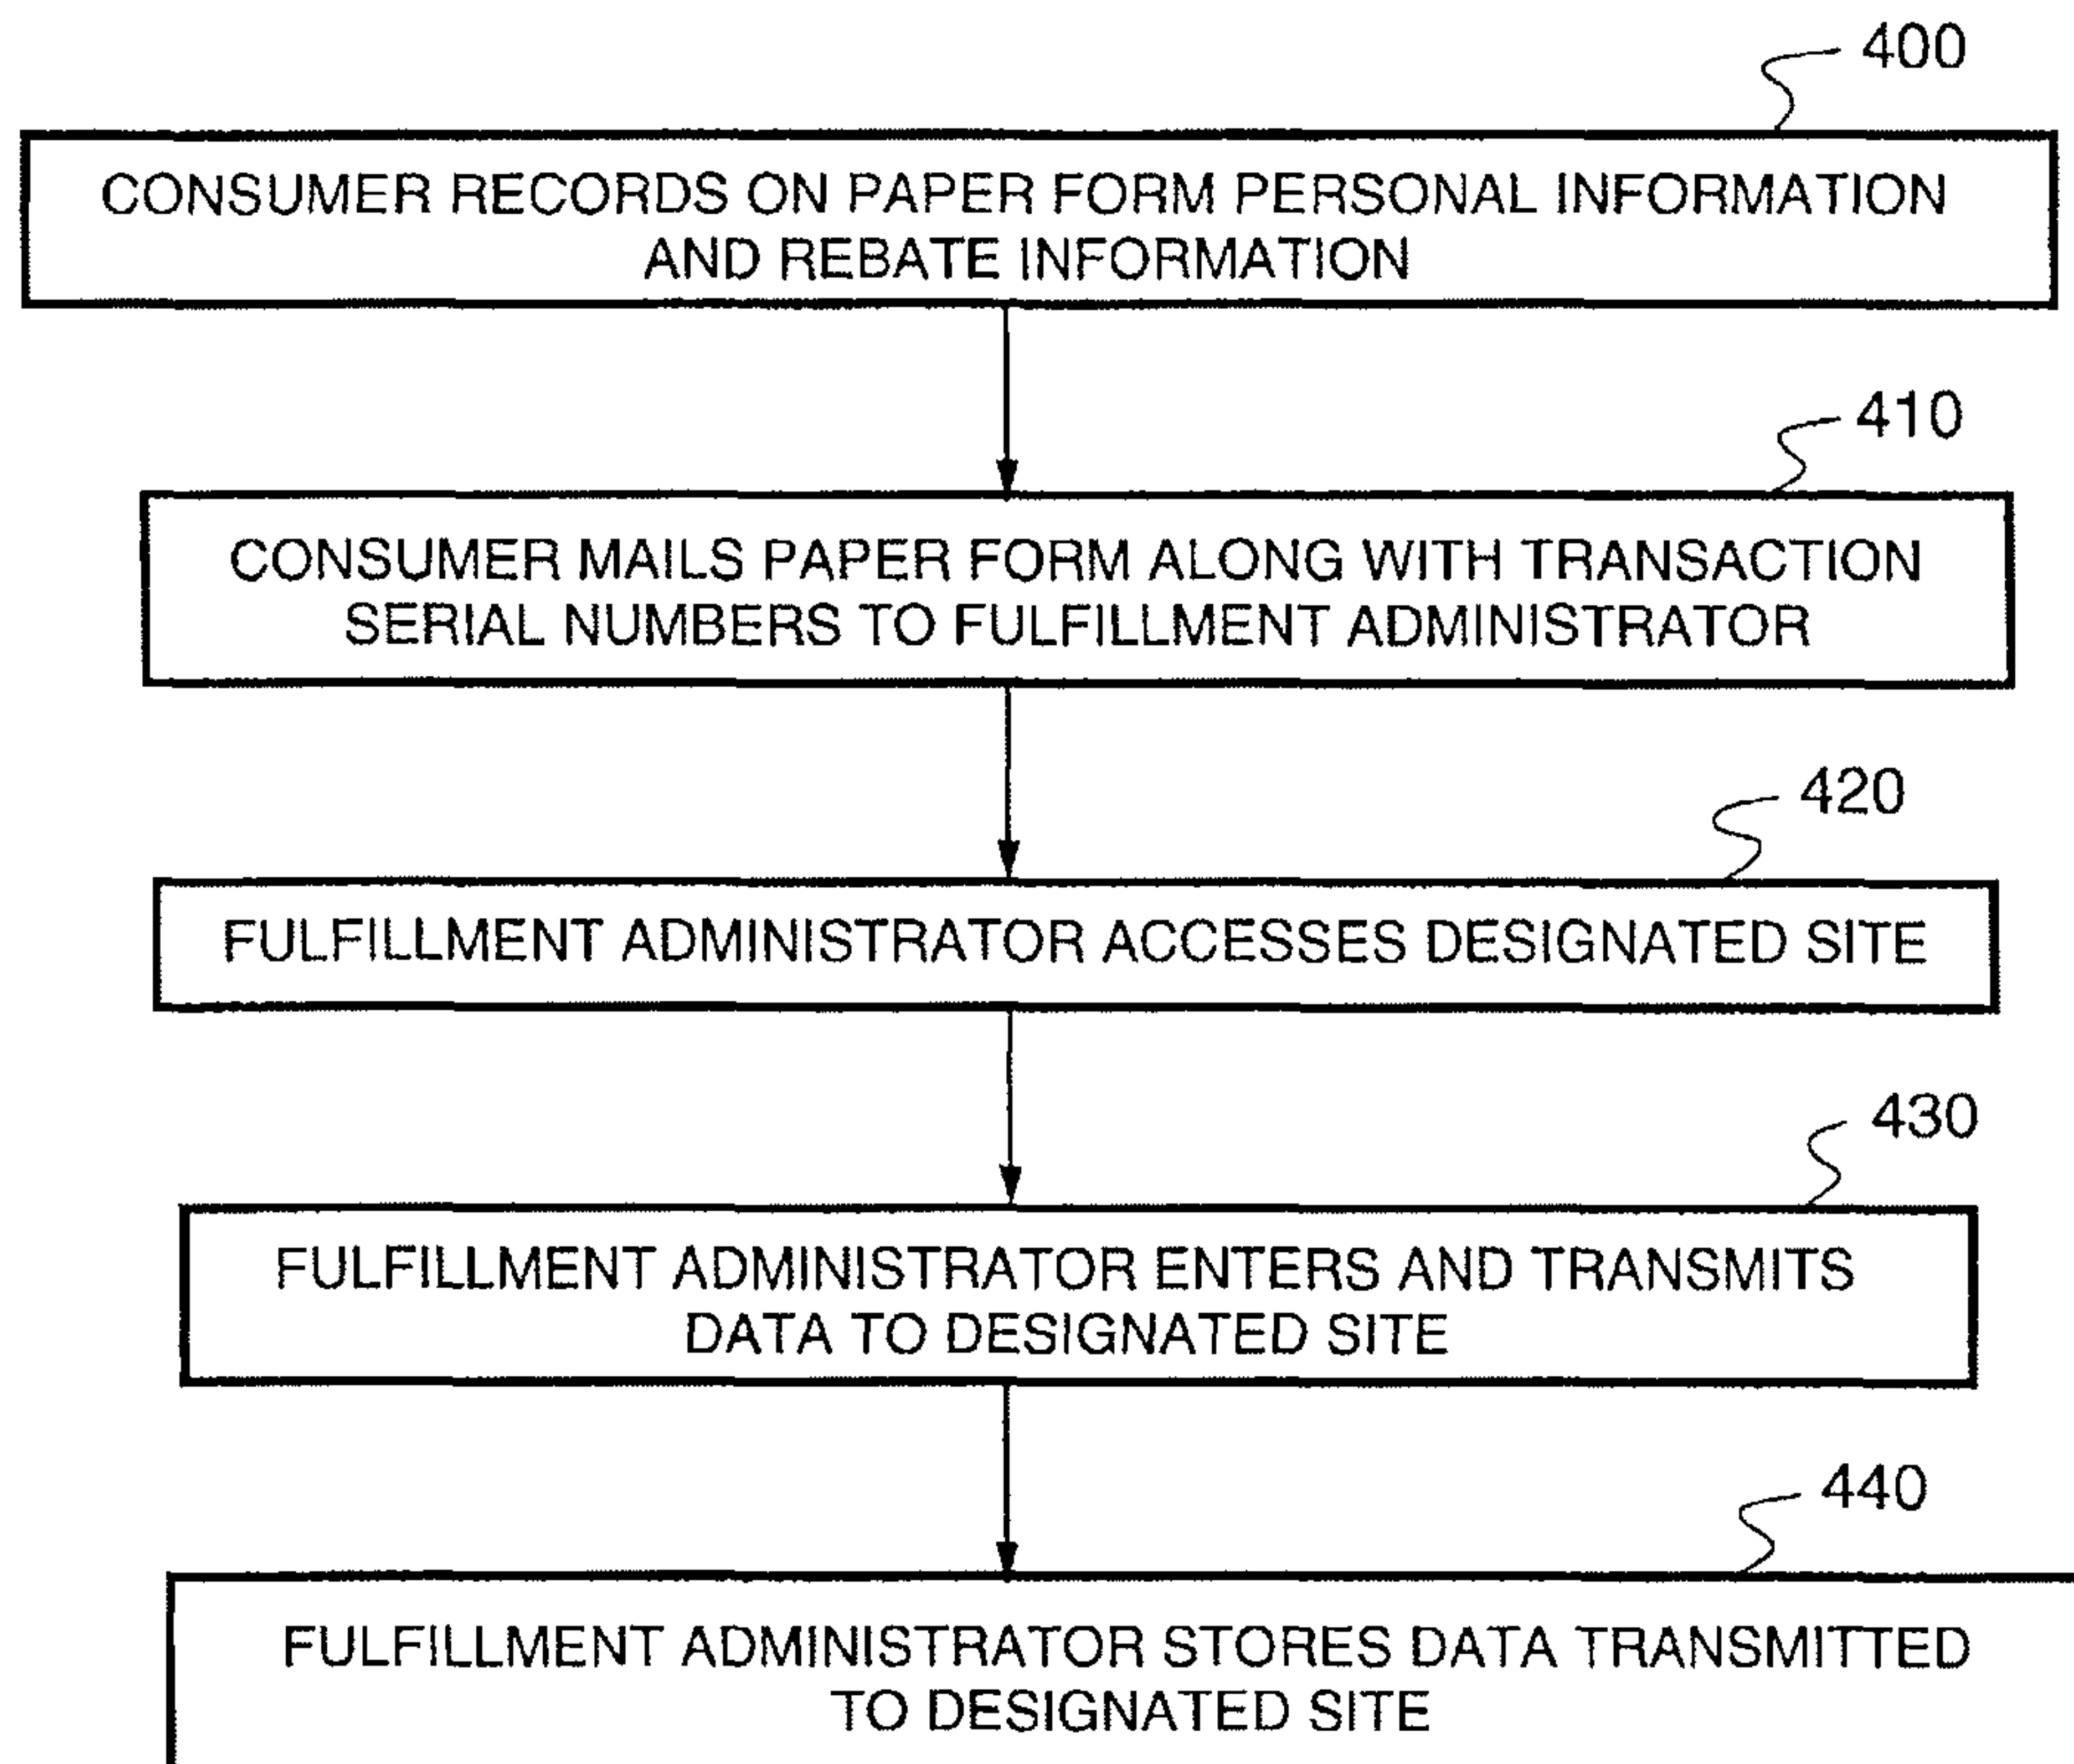 400
CONSUMER RECORDS ON PAPER FORM PERSONAL INFORMATION
AND REBATE INFORMATION
410
CONSUMER MAILS PAPER FORM ALONG WITH TRANSACTION
SERIAL NUMBERS TO FULFILLMENT ADMINISTRATOR
420
FULFILLMENT ADMINISTRATOR ACCESSES DESIGNATED SITE
430
FULFILLMENT ADMINISTRATOR ENTERS AND TRANSMITS
DATA TO DESIGNATED SITE
440
FULFILLMENT ADMINISTRATOR STORES DATA TRANSMITTED
TO DESIGNATED SITE